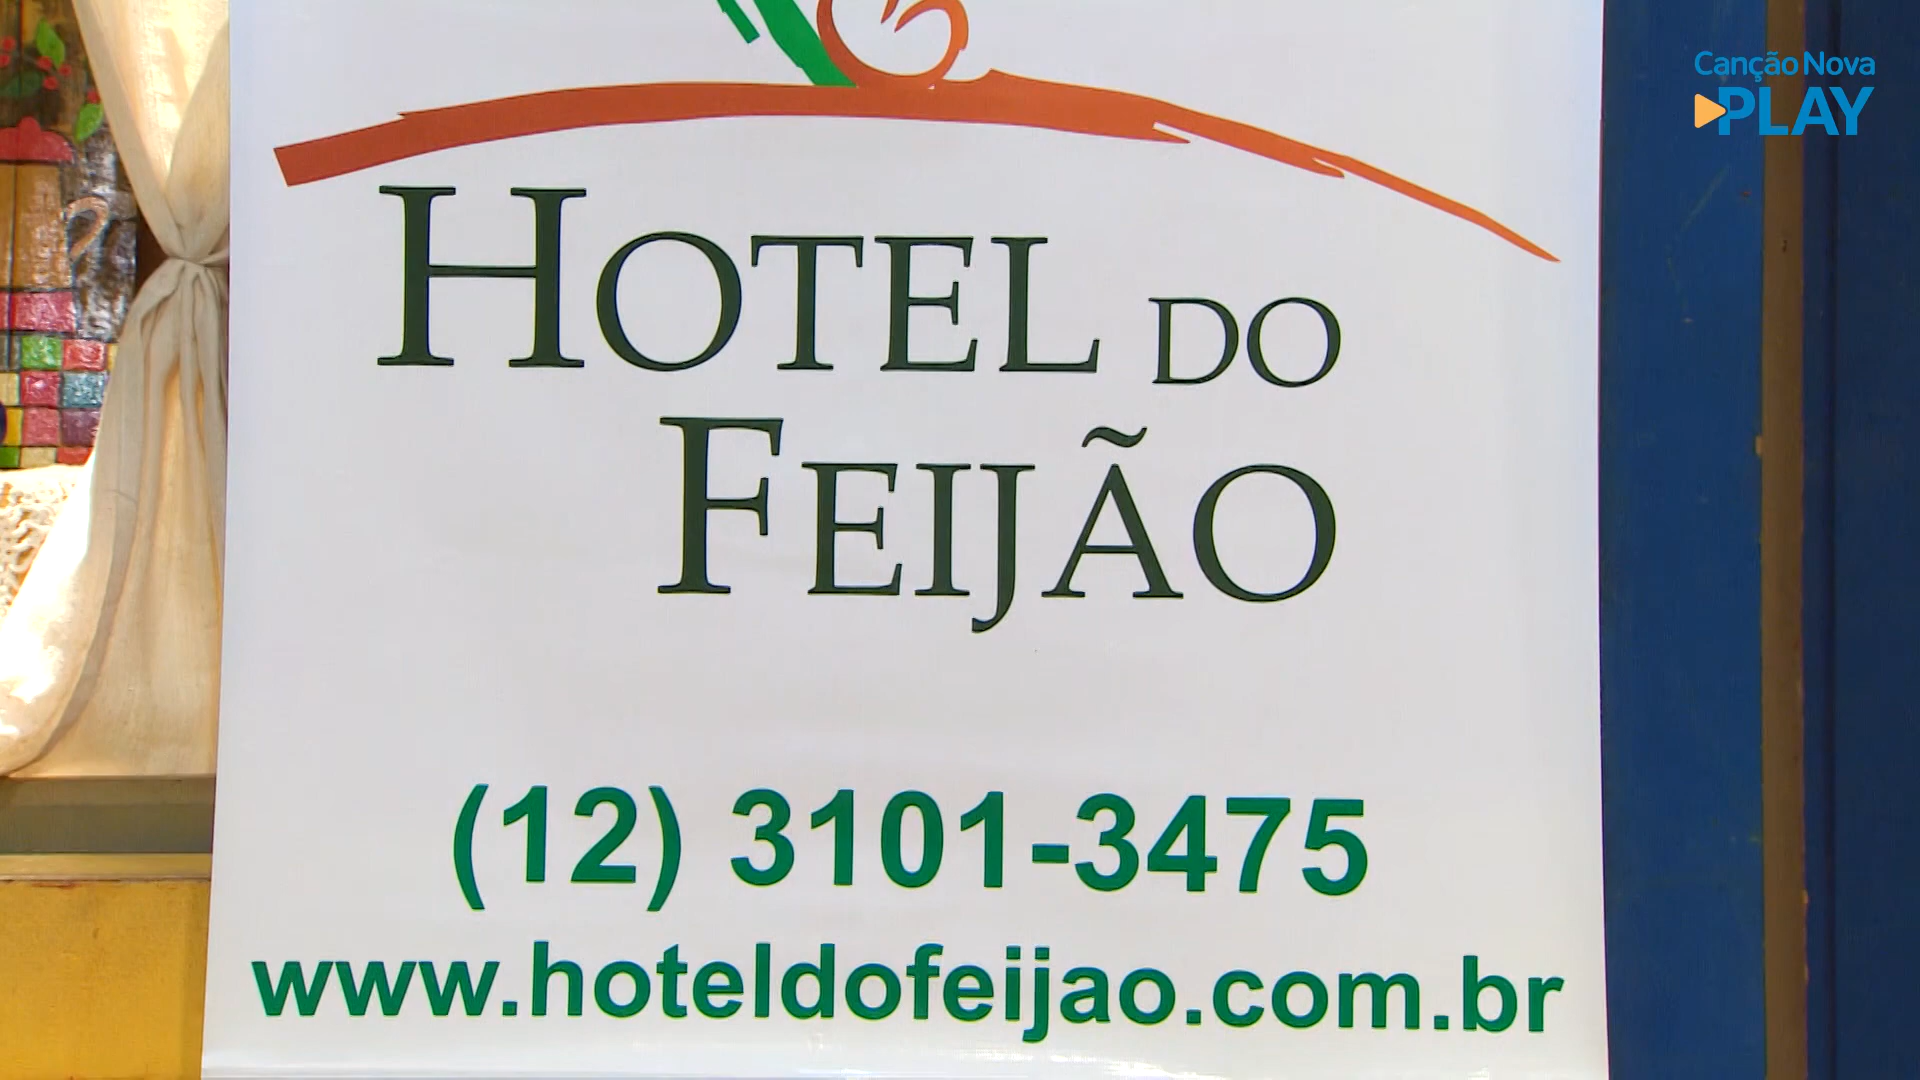 Canção Nova
PLAY
HOTEL DO
FEIJÃO
(12) 3101-3475
www.hoteldofeijao.com.br